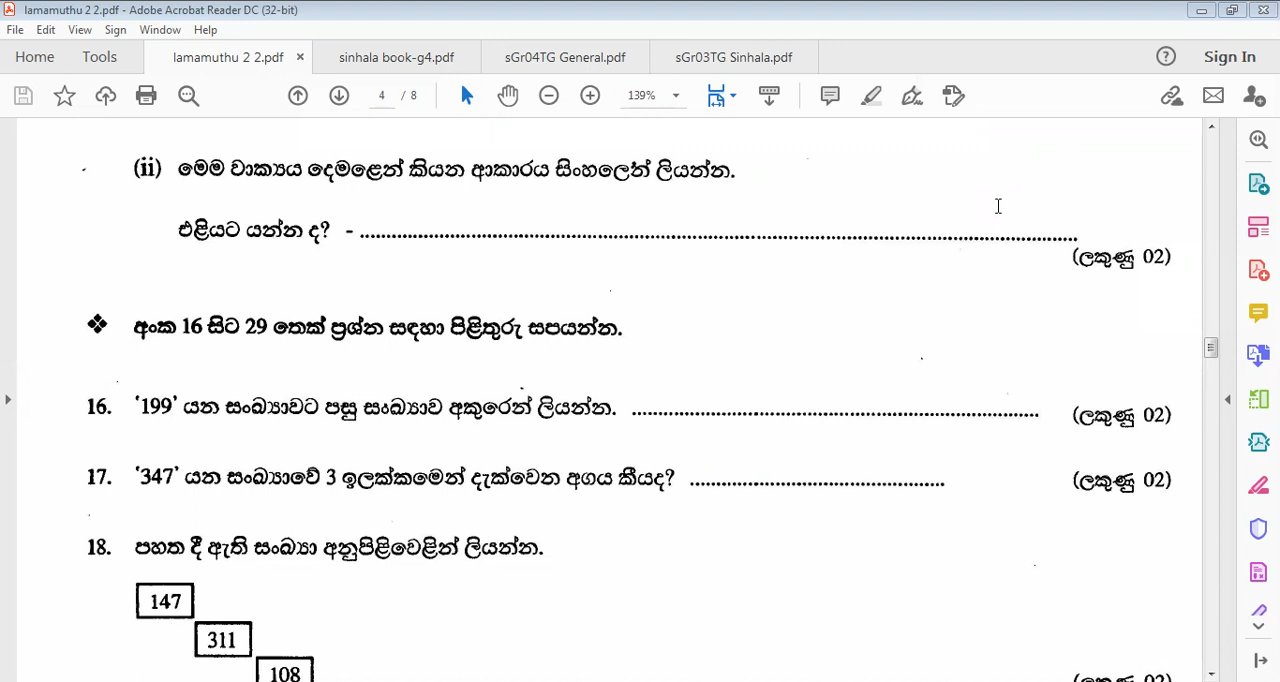 lamamuthu 2 2.pdf - Adobe Acrobat Reader DC (32-bit)
File Edit View Sign Window Help
Home Tools lamamuthu 2 2.pdf × sinhala book-g4.pdf sGr04TG General.pdf sGr03TG Sinhala.pdf Sign In
4 / 8 139%
(ii) මෙම වාක්‍යය දෙමළෙන් කියන ආකාරය සිංහලෙන් ලියන්න.
එළියට යන්න ද? - ....................................................................................................................
(ලකුණු 02)
❖ අංක 16 සිට 29 තෙක් ප්‍රශ්න සඳහා පිළිතුරු සපයන්න.
16. ‘199’ යන සංඛ්‍යාවට පසු සංඛ්‍යාව අකුරෙන් ලියන්න. .................................................................. (ලකුණු 02)
17. ‘347’ යන සංඛ්‍යාවේ 3 ඉලක්කමෙන් දැක්වෙන අගය කීයද? ......................................... (ලකුණු 02)
18. පහත දී ඇති සංඛ්‍යා අනුපිළිවෙළින් ලියන්න.
147
311
108
(ලකුණු 02)